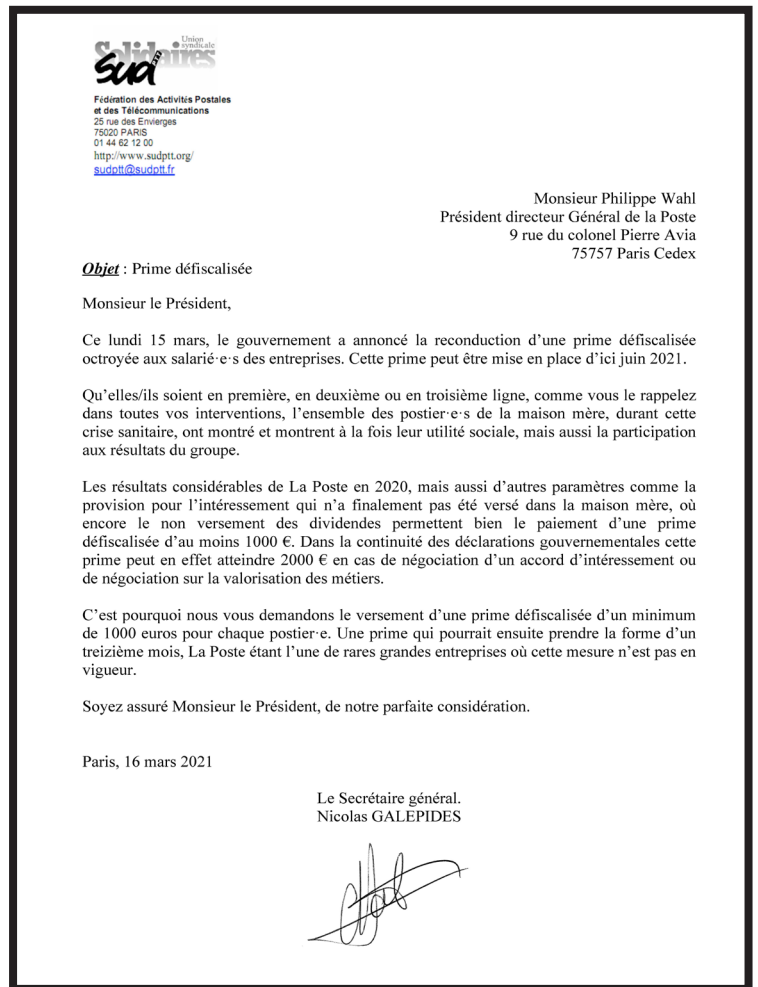 Union
syndicale
Solidaires
Sud PTT
Fédération des Activités Postales
et des Télécommunications
25 rue des Envierges
75020 PARIS
01 44 62 12 00
http://www.sudptt.org/
sudptt@sudptt.fr
Monsieur Philippe Wahl
Président directeur Général de la Poste
9 rue du colonel Pierre Avia
75757 Paris Cedex
Objet : Prime défiscalisée
Monsieur le Président,
Ce lundi 15 mars, le gouvernement a annoncé la reconduction d’une prime défiscalisée
octroyée aux salarié·e·s des entreprises. Cette prime peut être mise en place d’ici juin 2021.
Qu’elles/ils soient en première, en deuxième ou en troisième ligne, comme vous le rappelez
dans toutes vos interventions, l’ensemble des postier·e·s de la maison mère, durant cette
crise sanitaire, ont montré et montrent à la fois leur utilité sociale, mais aussi la participation
aux résultats du groupe.
Les résultats considérables de La Poste en 2020, mais aussi d’autres paramètres comme la
provision pour l’intéressement qui n’a finalement pas été versé dans la maison mère, où
encore le non versement des dividendes permettent bien le paiement d’une prime
défiscalisée d’au moins 1000 €. Dans la continuité des déclarations gouvernementales cette
prime peut en effet atteindre 2000 € en cas de négociation d’un accord d’intéressement ou
de négociation sur la valorisation des métiers.
C’est pourquoi nous vous demandons le versement d’une prime défiscalisée d’un minimum
de 1000 euros pour chaque postier·e. Une prime qui pourrait ensuite prendre la forme d’un
treizième mois, La Poste étant l’une de rares grandes entreprises où cette mesure n’est pas en
vigueur.
Soyez assuré Monsieur le Président, de notre parfaite considération.
Paris, 16 mars 2021
Le Secrétaire général.
Nicolas GALEPIDES